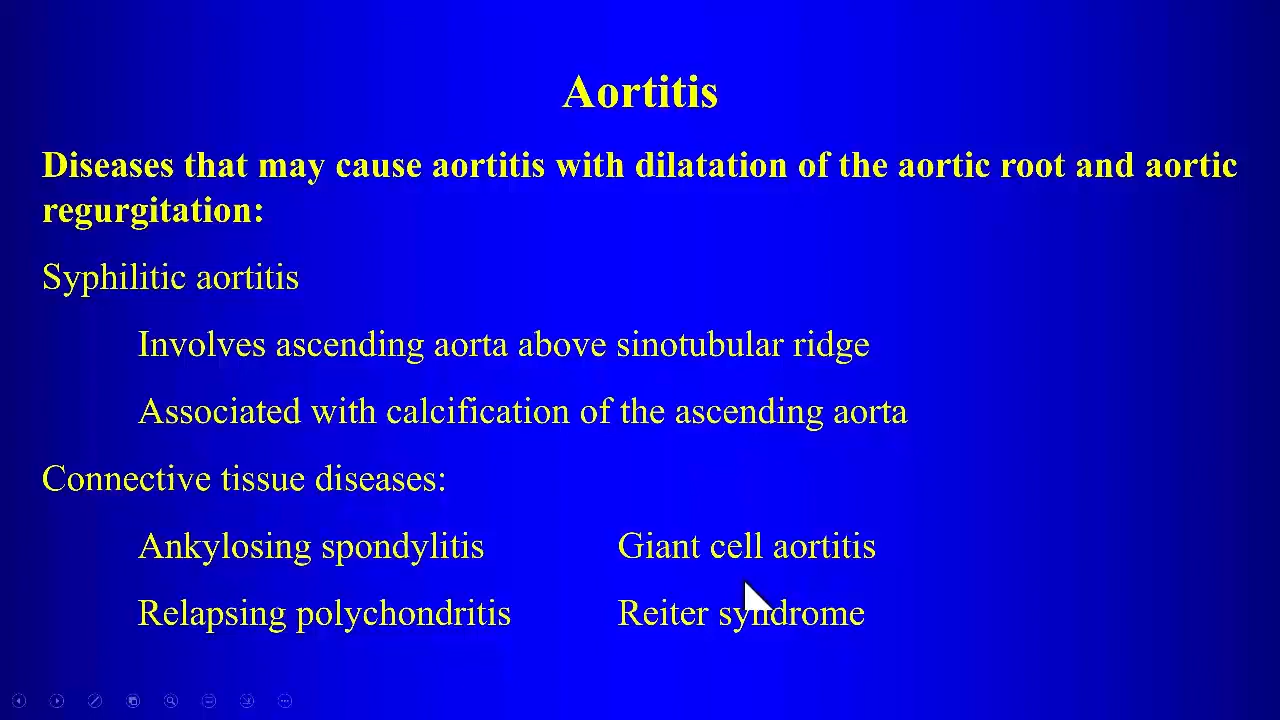 Aortitis
Diseases that may cause aortitis with dilatation of the aortic root and aortic
regurgitation:
Syphilitic aortitis
Involves ascending aorta above sinotubular ridge
Associated with calcification of the ascending aorta
Connective tissue diseases:
Ankylosing spondylitis Giant cell aortitis
Relapsing polychondritis Reiter syndrome